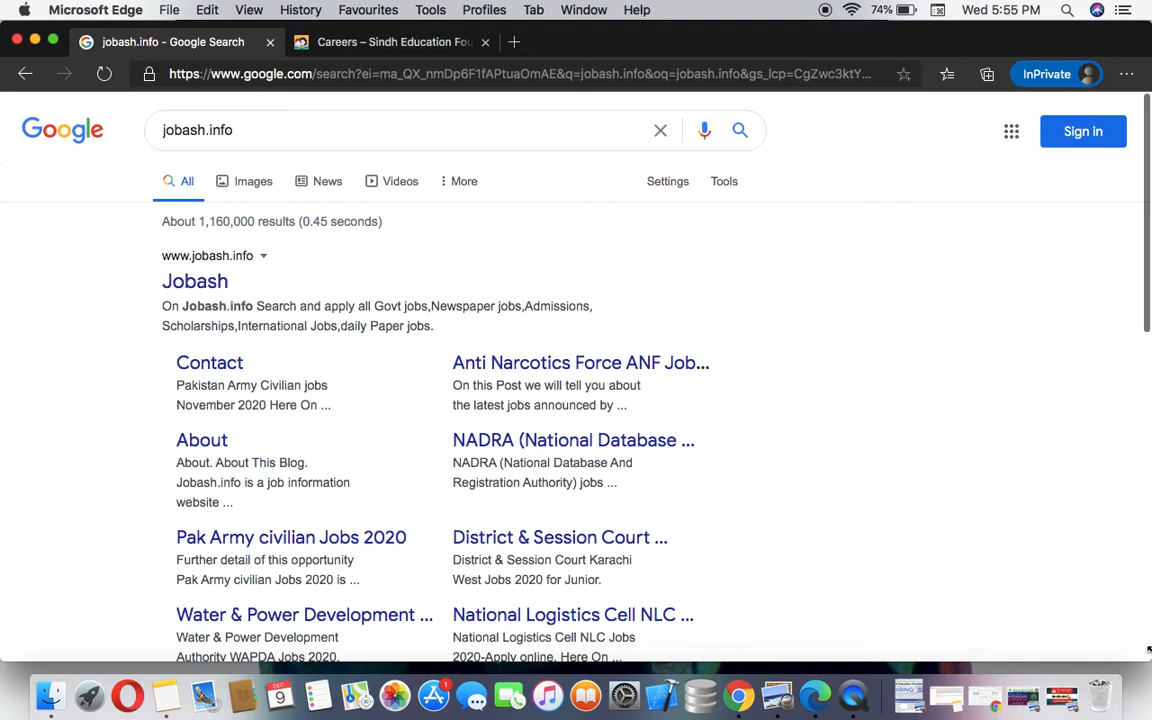 Microsoft Edge File Edit View History Favourites Tools Profiles Tab Window Help 74% Wed 5:55 PM
jobash.info - Google Search Careers – Sindh Education Fou
https://www.google.com/search?ei=ma_QX_nmDp6F1fAPtuaOmAE&q=jobash.info&oq=jobash.info&gs_lcp=CgZwc3ktY... InPrivate
Google jobash.info Sign in
All Images News Videos More Settings Tools
About 1,160,000 results (0.45 seconds)
www.jobash.info
Jobash
On Jobash.info Search and apply all Govt jobs,Newspaper jobs,Admissions,
Scholarships,International Jobs,daily Paper jobs.
Contact
Pakistan Army Civilian jobs
November 2020 Here On ...
Anti Narcotics Force ANF Job...
On this Post we will tell you about
the latest jobs announced by ...
About
About. About This Blog.
Jobash.info is a job information
website ...
NADRA (National Database ...
NADRA (National Database And
Registration Authority) jobs ...
Pak Army civilian Jobs 2020
Further detail of this opportunity
Pak Army civilian Jobs 2020 is ...
District & Session Court ...
District & Session Court Karachi
West Jobs 2020 for Junior.
Water & Power Development ...
Water & Power Development
Authority WAPDA Jobs 2020.
National Logistics Cell NLC ...
National Logistics Cell NLC Jobs
2020-Apply online. Here On ...
DEC
9
1